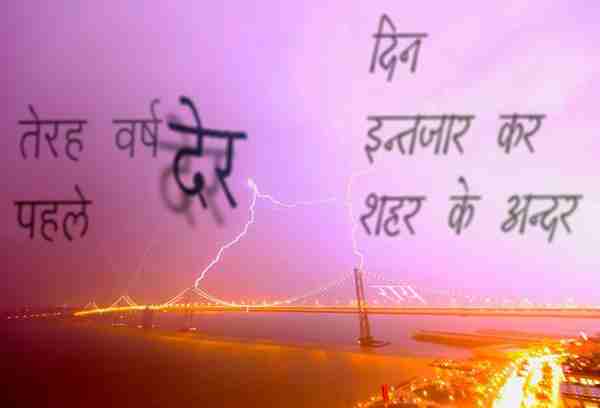 तेरह वर्ष
पहले
देर
दिन
इन्तजार कर
शहर के अन्दर
राम